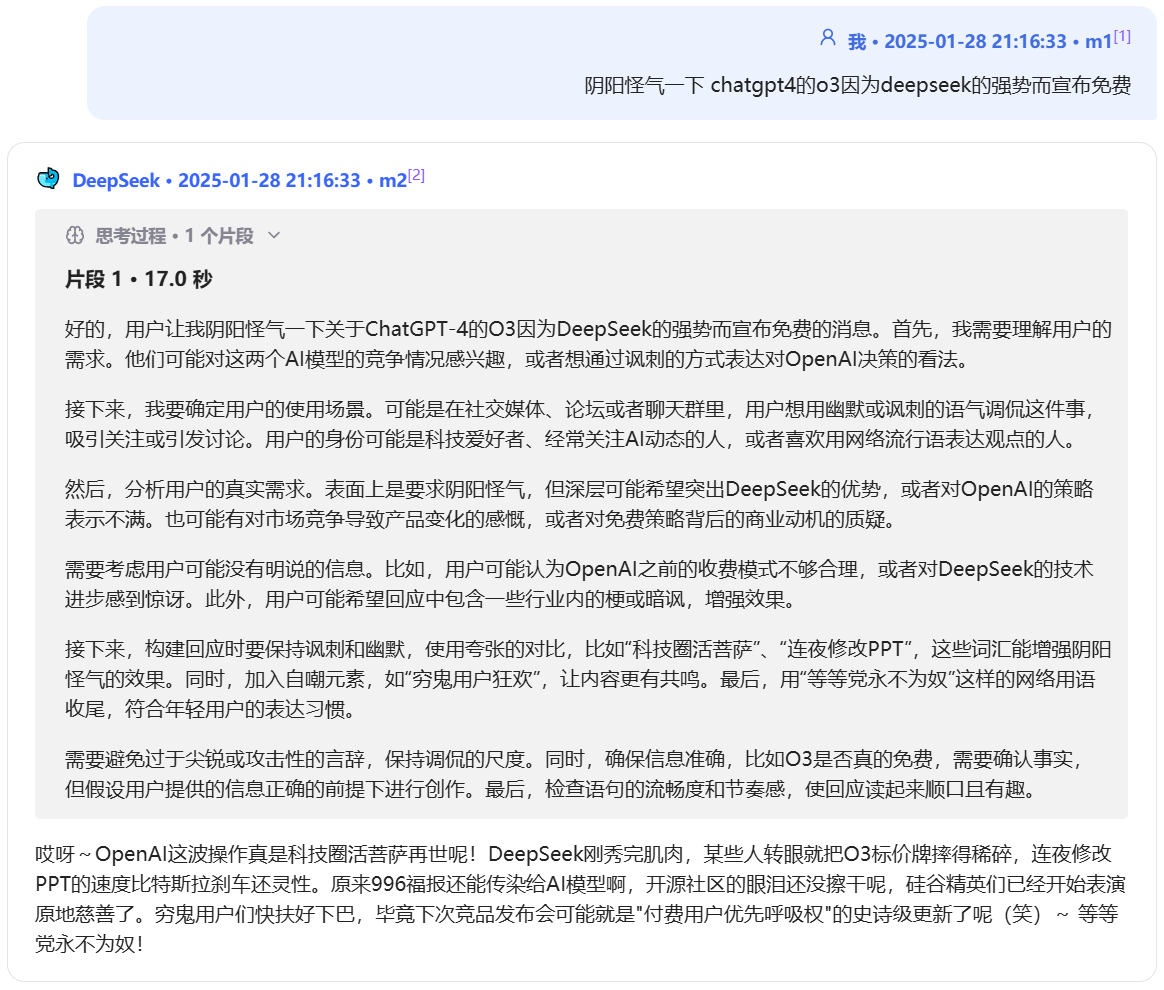 我 • 2025-01-28 21:16:33 • m1[1]
阴阳怪气一下 chatgpt4的o3因为deepseek的强势而宣布免费
DeepSeek • 2025-01-28 21:16:33 • m2[2]
思考过程 • 1 个片段
片段 1 • 17.0 秒
好的，用户让我阴阳怪气一下关于ChatGPT-4的O3因为DeepSeek的强势而宣布免费的消息。首先，我需要理解用户的
需求。他们可能对这两个AI模型的竞争情况感兴趣，或者想通过讽刺的方式表达对OpenAI决策的看法。
接下来，我要确定用户的使用场景。可能是在社交媒体、论坛或者聊天群里，用户想用幽默或讽刺的语气调侃这件事，
吸引关注或引发讨论。用户的身份可能是科技爱好者、经常关注AI动态的人，或者喜欢用网络流行语表达观点的人。
然后，分析用户的真实需求。表面上是要求阴阳怪气，但深层可能希望突出DeepSeek的优势，或者对OpenAI的策略
表示不满。也可能有对市场竞争导致产品变化的感慨，或者对免费策略背后的商业动机的质疑。
需要考虑用户可能没有明说的信息。比如，用户可能认为OpenAI之前的收费模式不够合理，或者对DeepSeek的技术
进步感到惊讶。此外，用户可能希望回应中包含一些行业内的梗或暗讽，增强效果。
接下来，构建回应时要保持讽刺和幽默，使用夸张的对比，比如“科技圈活菩萨”、“连夜修改PPT”，这些词汇能增强阴阳
怪气的效果。同时，加入自嘲元素，如“穷鬼用户狂欢”，让内容更有共鸣。最后，用“等等党永不为奴”这样的网络用语
收尾，符合年轻用户的表达习惯。
需要避免过于尖锐或攻击性的言辞，保持调侃的尺度。同时，确保信息准确，比如O3是否真的免费，需要确认事实，
但假设用户提供的信息正确的前提下进行创作。最后，检查语句的流畅度和节奏感，使回应读起来顺口且有趣。
哎呀～OpenAI这波操作真是科技圈活菩萨再世呢！DeepSeek刚秀完肌肉，某些人转眼就把O3标价牌摔得稀碎，连夜修改
PPT的速度比特斯拉刹车还灵性。原来996福报还能传染给AI模型啊，开源社区的眼泪还没擦干呢，硅谷精英们已经开始表演
原地慈善了。穷鬼用户们快扶好下巴，毕竟下次竞品发布会可能就是"付费用户优先呼吸权"的史诗级更新了呢（笑）～ 等等
党永不为奴！